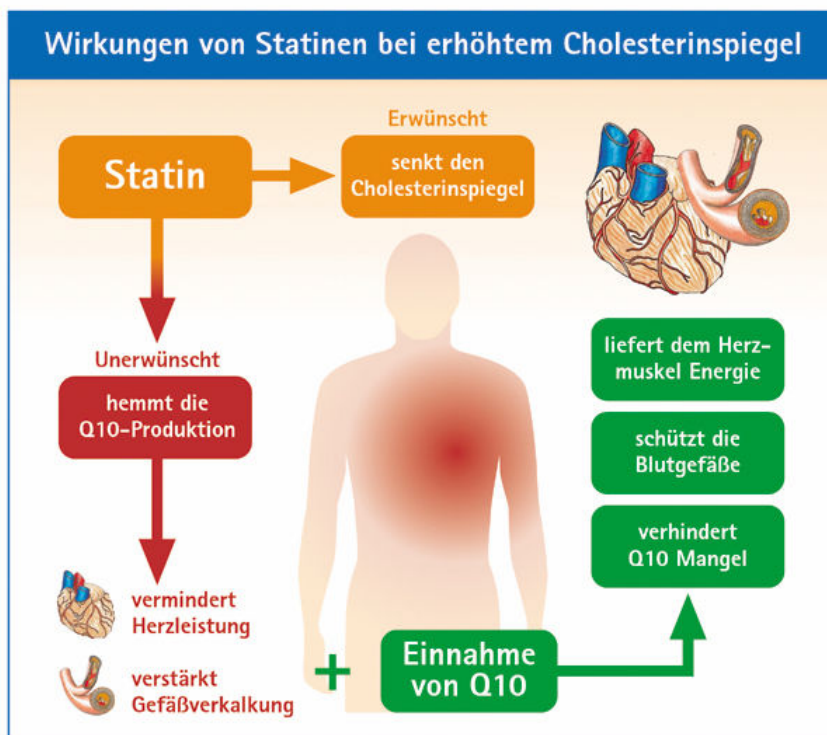 Wirkungen von Statinen bei erhöhtem Cholesterinspiegel
Statin
Erwünscht
senkt den
Cholesterinspiegel
Unerwünscht
hemmt die
Q10-Produktion
vermindert
Herzleistung
verstärkt
Gefäßverkalkung
+
Einnahme
von Q10
liefert dem Herz-
muskel Energie
schützt die
Blutgefäße
verhindert
Q10 Mangel